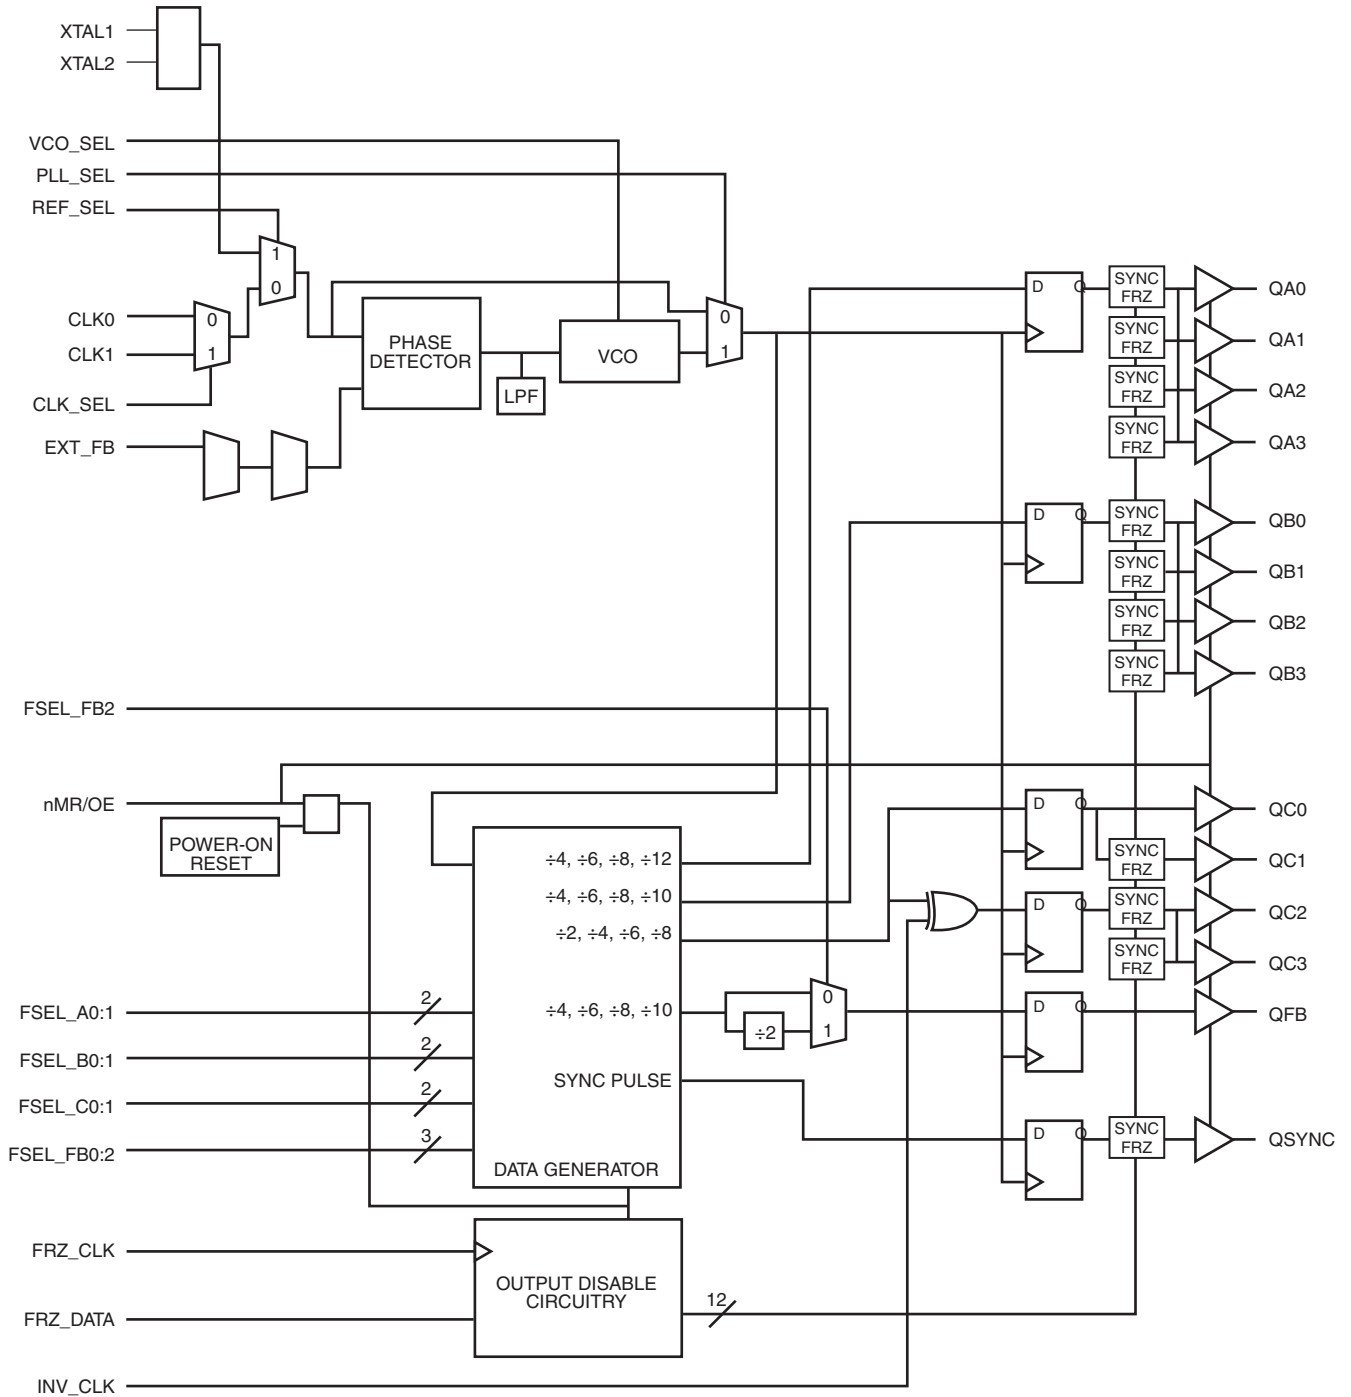 XTAL1
XTAL2
VCO_SEL
PLL_SEL
REF_SEL
1
0
CLK0
CLK1
0
1
CLK_SEL
EXT_FB
PHASE
DETECTOR
LPF
VCO
0
1
D Q
SYNC
FRZ
QA0
SYNC
FRZ
QA1
SYNC
FRZ
QA2
SYNC
FRZ
QA3
D Q
SYNC
FRZ
QB0
SYNC
FRZ
QB1
SYNC
FRZ
QB2
SYNC
FRZ
QB3
FSEL_FB2
nMR/OE
POWER-ON
RESET
÷4, ÷6, ÷8, ÷12
÷4, ÷6, ÷8, ÷10
÷2, ÷4, ÷6, ÷8
÷4, ÷6, ÷8, ÷10
SYNC PULSE
DATA GENERATOR
÷2
0
1
D Q
QC0
SYNC
FRZ
QC1
D Q
SYNC
FRZ
QC2
SYNC
FRZ
QC3
D Q
QFB
D Q
SYNC
FRZ
QSYNC
FSEL_A0:1
2
FSEL_B0:1
2
FSEL_C0:1
2
FSEL_FB0:2
3
FRZ_CLK
FRZ_DATA
OUTPUT DISABLE
CIRCUITRY
12
INV_CLK